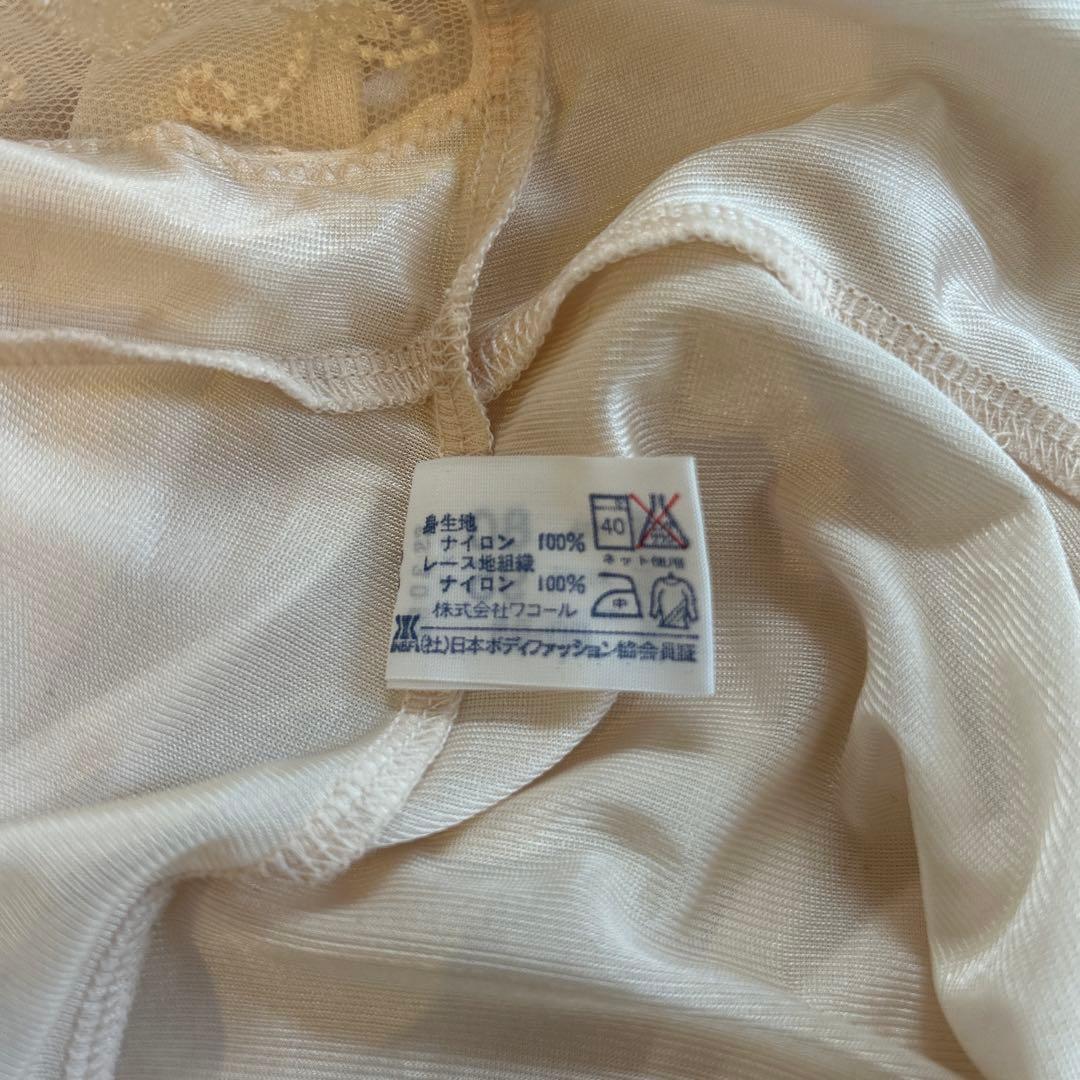 身生地
ナイロン 100%
レース地組織
ナイロン 100%
株式会社ワコール
40
ネット使用
中
NBF (社)日本ボディファッション協会員証